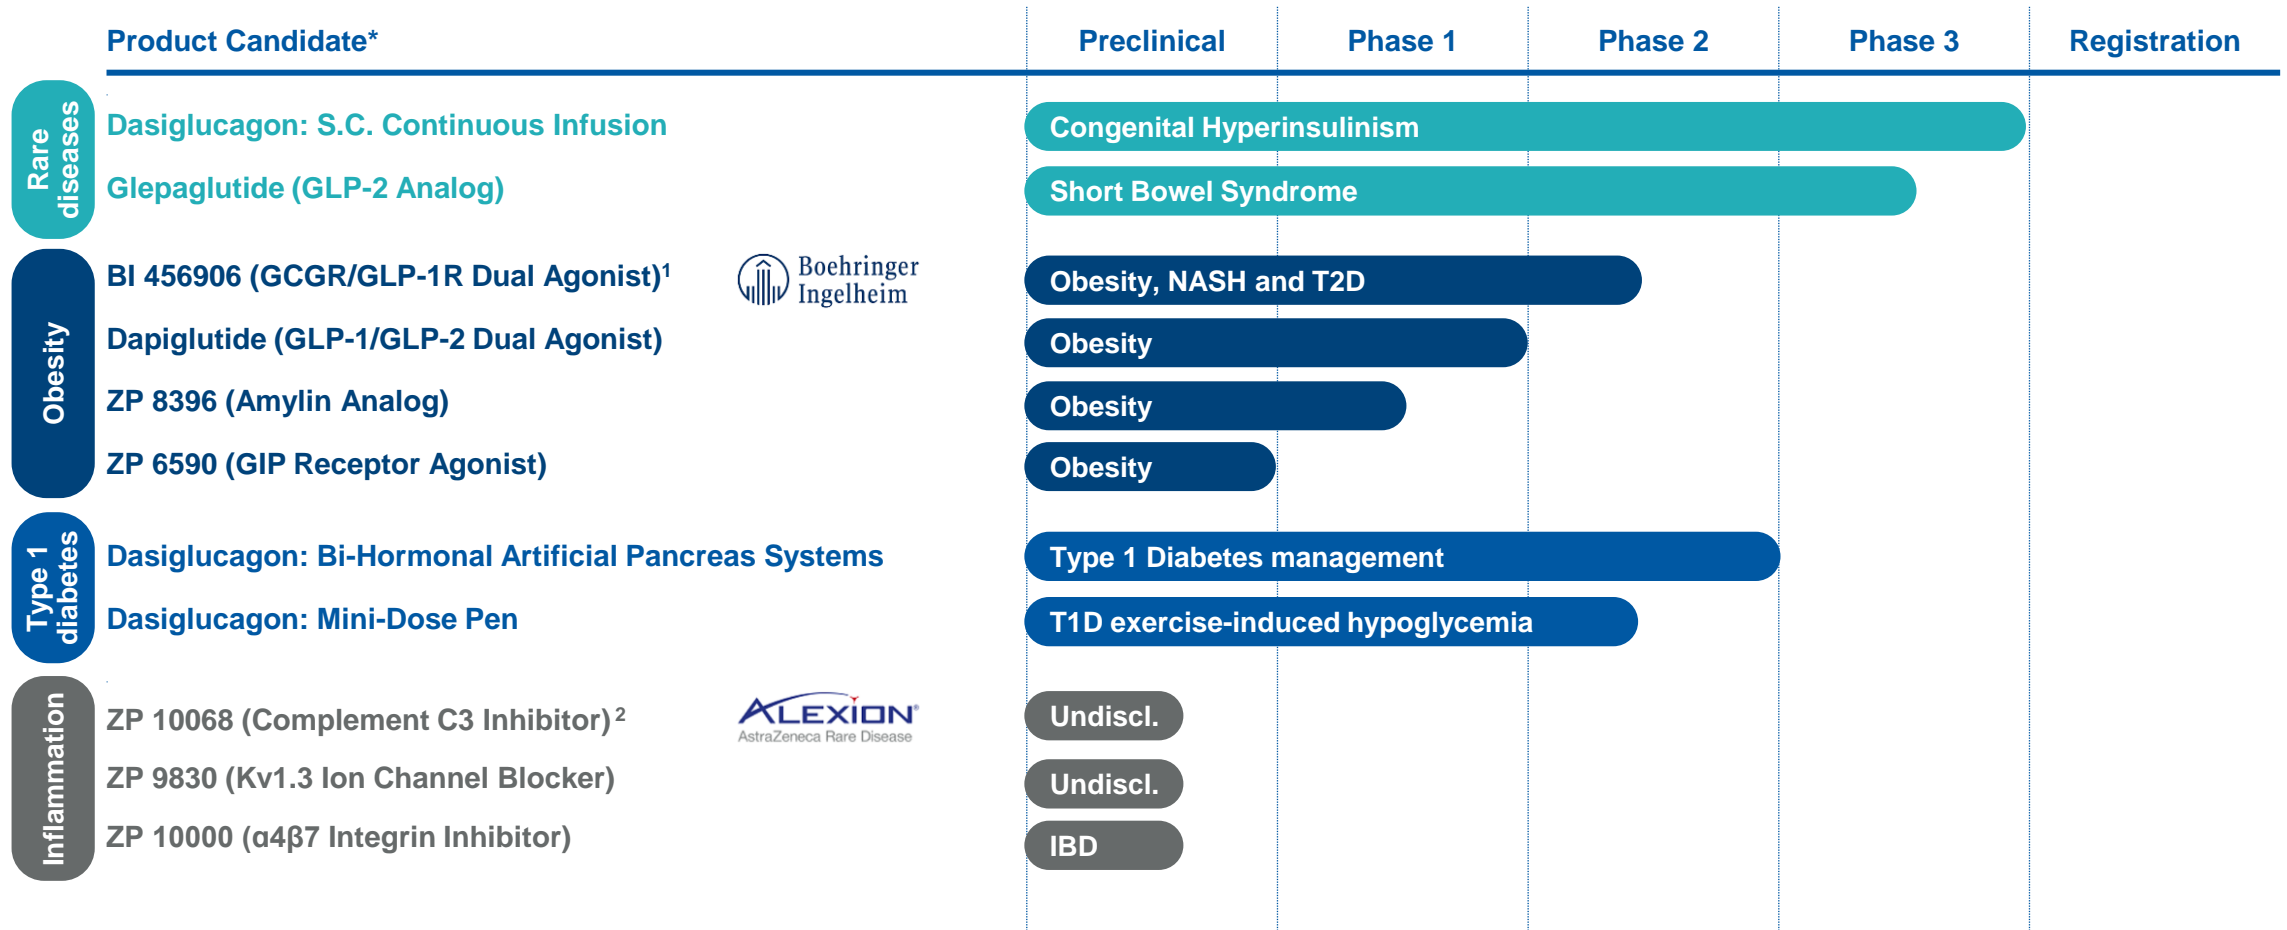 Product Candidate*
Preclinical
Phase 1
Phase 2
Phase 3
Registration
Rare
diseases
Dasiglucagon: S.C. Continuous Infusion
Congenital Hyperinsulinism
Glepaglutide (GLP-2 Analog)
Short Bowel Syndrome
Obesity
BI 456906 (GCGR/GLP-1R Dual Agonist)¹
Boehringer
Ingelheim
Obesity, NASH and T2D
Dapiglutide (GLP-1/GLP-2 Dual Agonist)
Obesity
ZP 8396 (Amylin Analog)
Obesity
ZP 6590 (GIP Receptor Agonist)
Obesity
Type 1
diabetes
Dasiglucagon: Bi-Hormonal Artificial Pancreas Systems
Type 1 Diabetes management
Dasiglucagon: Mini-Dose Pen
T1D exercise-induced hypoglycemia
Inflammation
ZP 10068 (Complement C3 Inhibitor) ²
ALEXION®
AstraZeneca Rare Disease
Undiscl.
ZP 9830 (Kv1.3 Ion Channel Blocker)
Undiscl.
ZP 10000 (α4β7 Integrin Inhibitor)
IBD